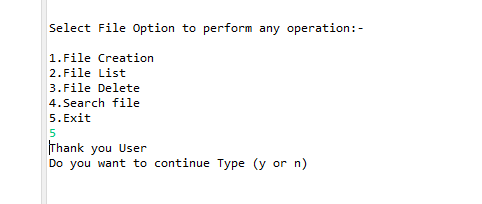 Select File Option to perform any operation:-
1.File Creation
2.File List
3.File Delete
4.Search file
5.Exit
5
Thank you User
Do you want to continue Type (y or n)